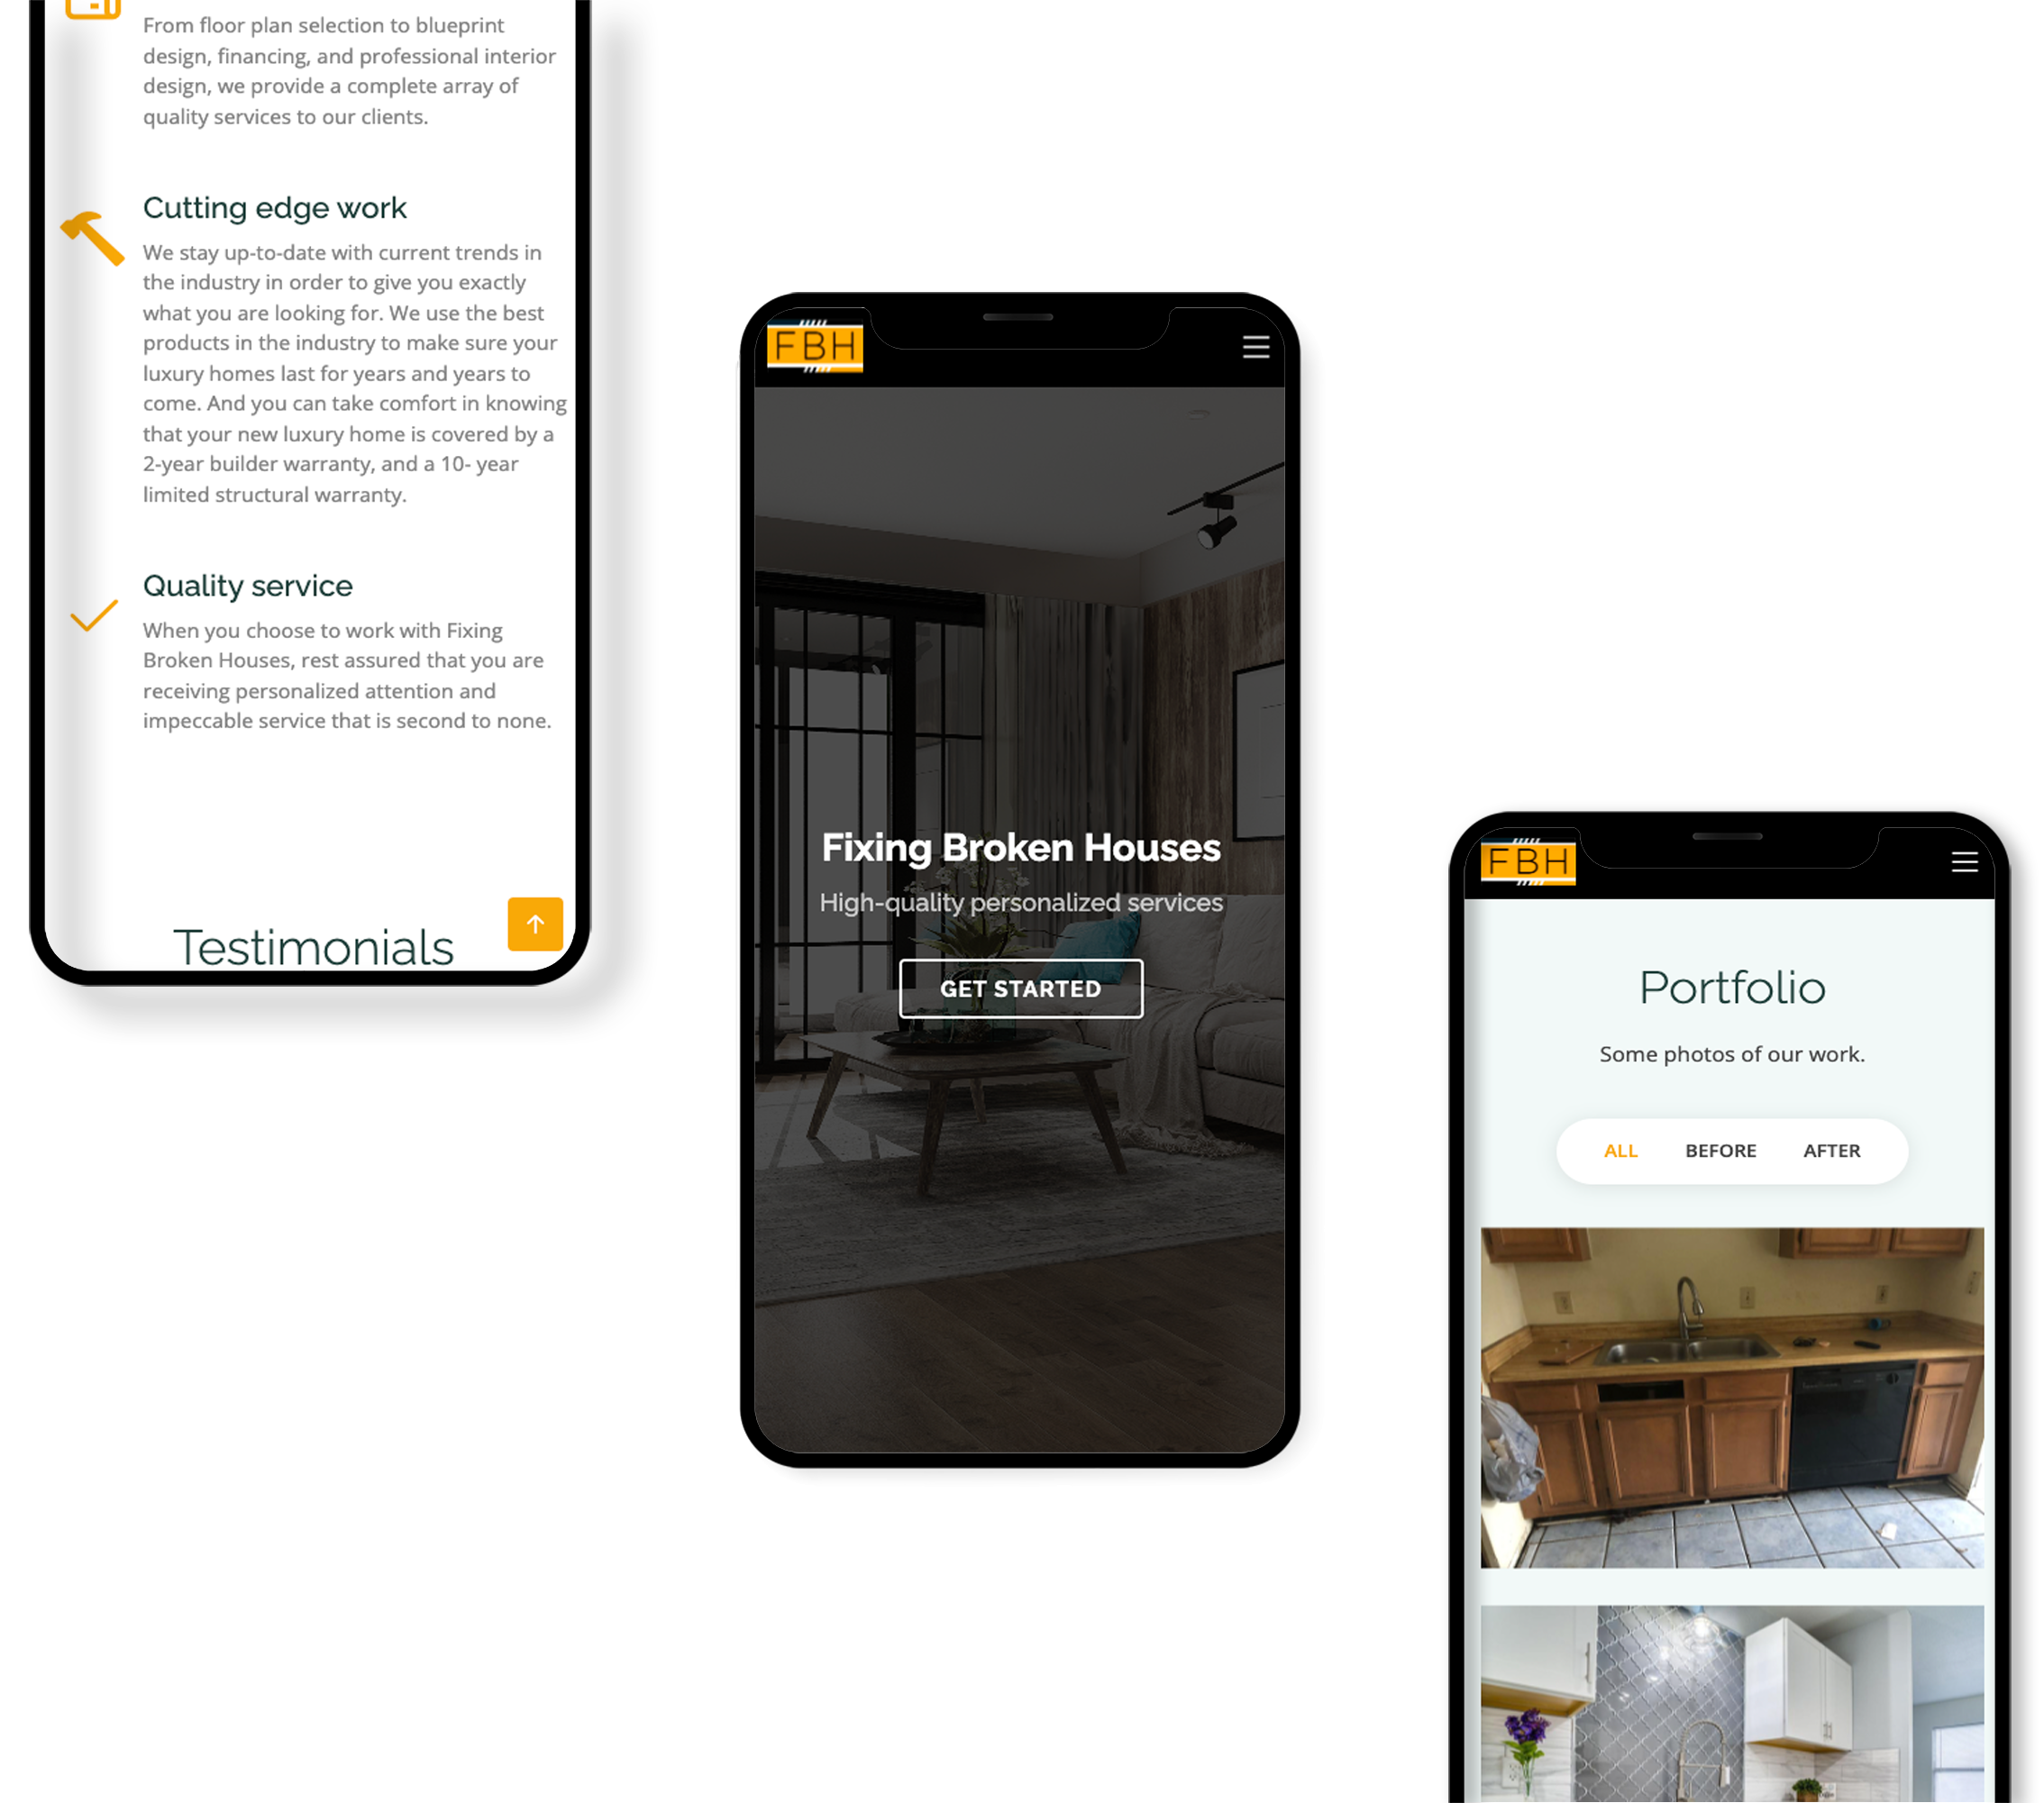 From floor plan selection to blueprint
design, financing, and professional interior
design, we provide a complete array of
quality services to our clients.
Cutting edge work
We stay up-to-date with current trends in
the industry in order to give you exactly
what you are looking for. We use the best
products in the industry to make sure your
luxury homes last for years and years to
come. And you can take comfort in knowing
that your new luxury home is covered by a
2-year builder warranty, and a 10- year
limited structural warranty.
Quality service
When you choose to work with Fixing
Broken Houses, rest assured that you are
receiving personalized attention and
impeccable service that is second to none.
Testimonials
FBH
Fixing Broken Houses
High-quality personalized services
GET STARTED
FBH
Portfolio
Some photos of our work.
ALL BEFORE AFTER